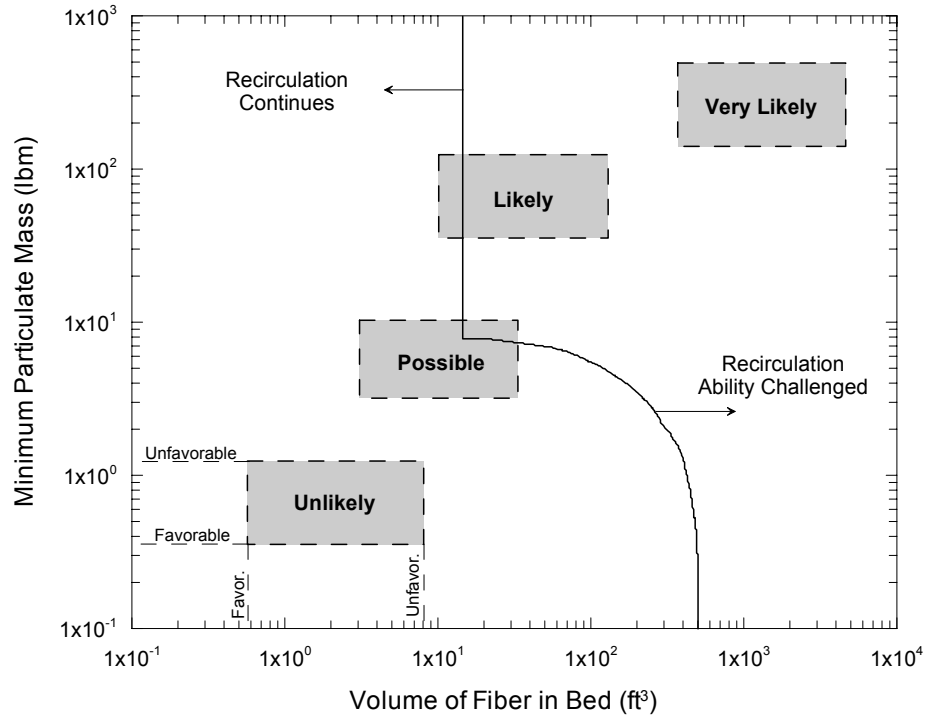 1x10³
1x10²
1x10¹
1x10⁰
1x10⁻¹
Minimum Particulate Mass (lbm)
Recirculation
Continues
Very Likely
Likely
Possible
Recirculation
Ability Challenged
Unfavorable
Unlikely
Favorable
Favor.
Unfavor.
1x10⁻¹ 1x10⁰ 1x10¹ 1x10² 1x10³ 1x10⁴
Volume of Fiber in Bed (ft³)